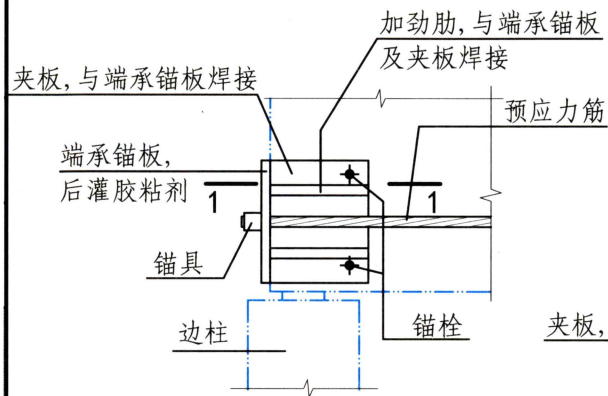 加劲肋,与端承锚板
及夹板焊接
夹板,与端承锚板焊接
预应力筋
端承锚板,
后灌胶粘剂
1
1
锚具
边柱
锚栓
夹板,